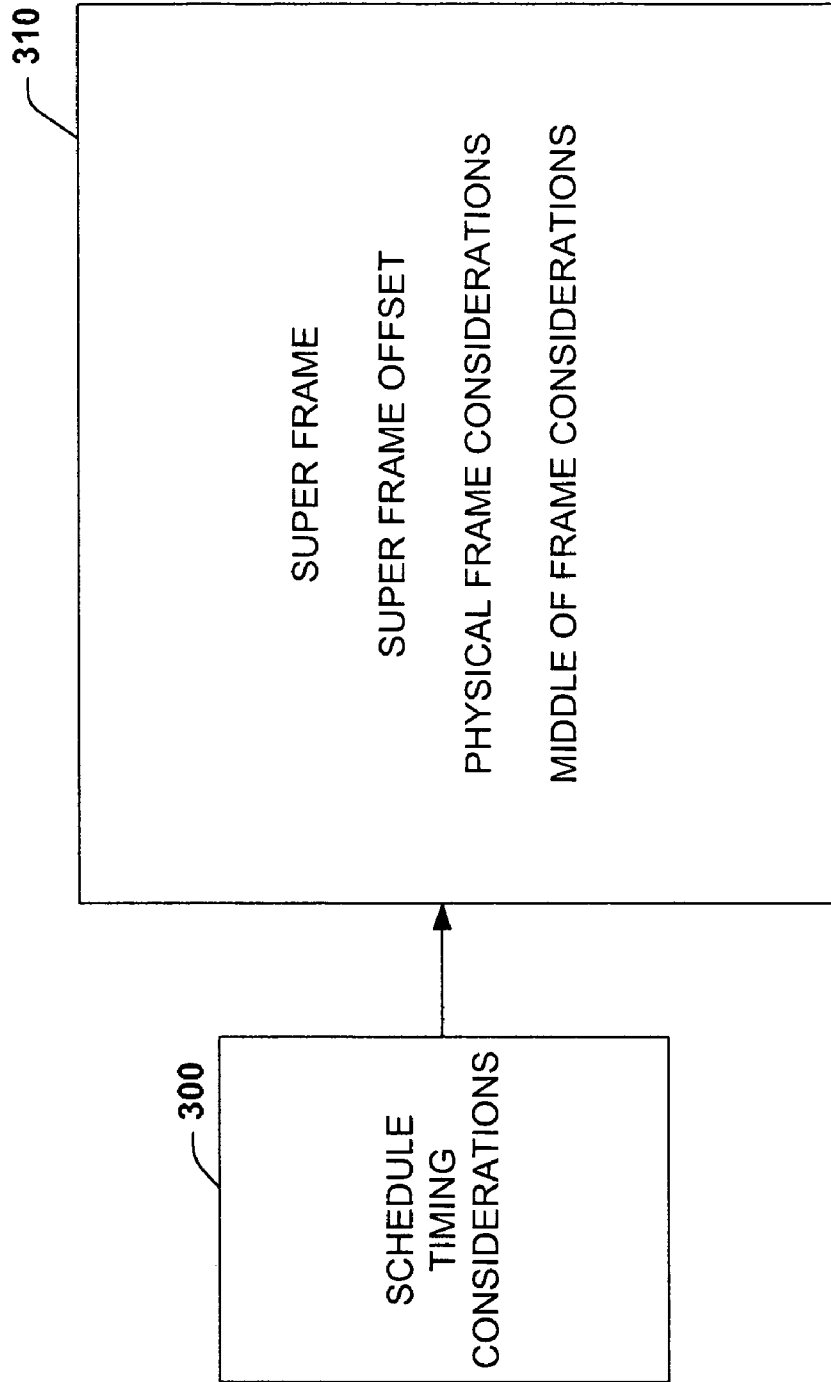 300
SCHEDULE
TIMING
CONSIDERATIONS
310
SUPER FRAME
SUPER FRAME OFFSET
PHYSICAL FRAME CONSIDERATIONS
MIDDLE OF FRAME CONSIDERATIONS